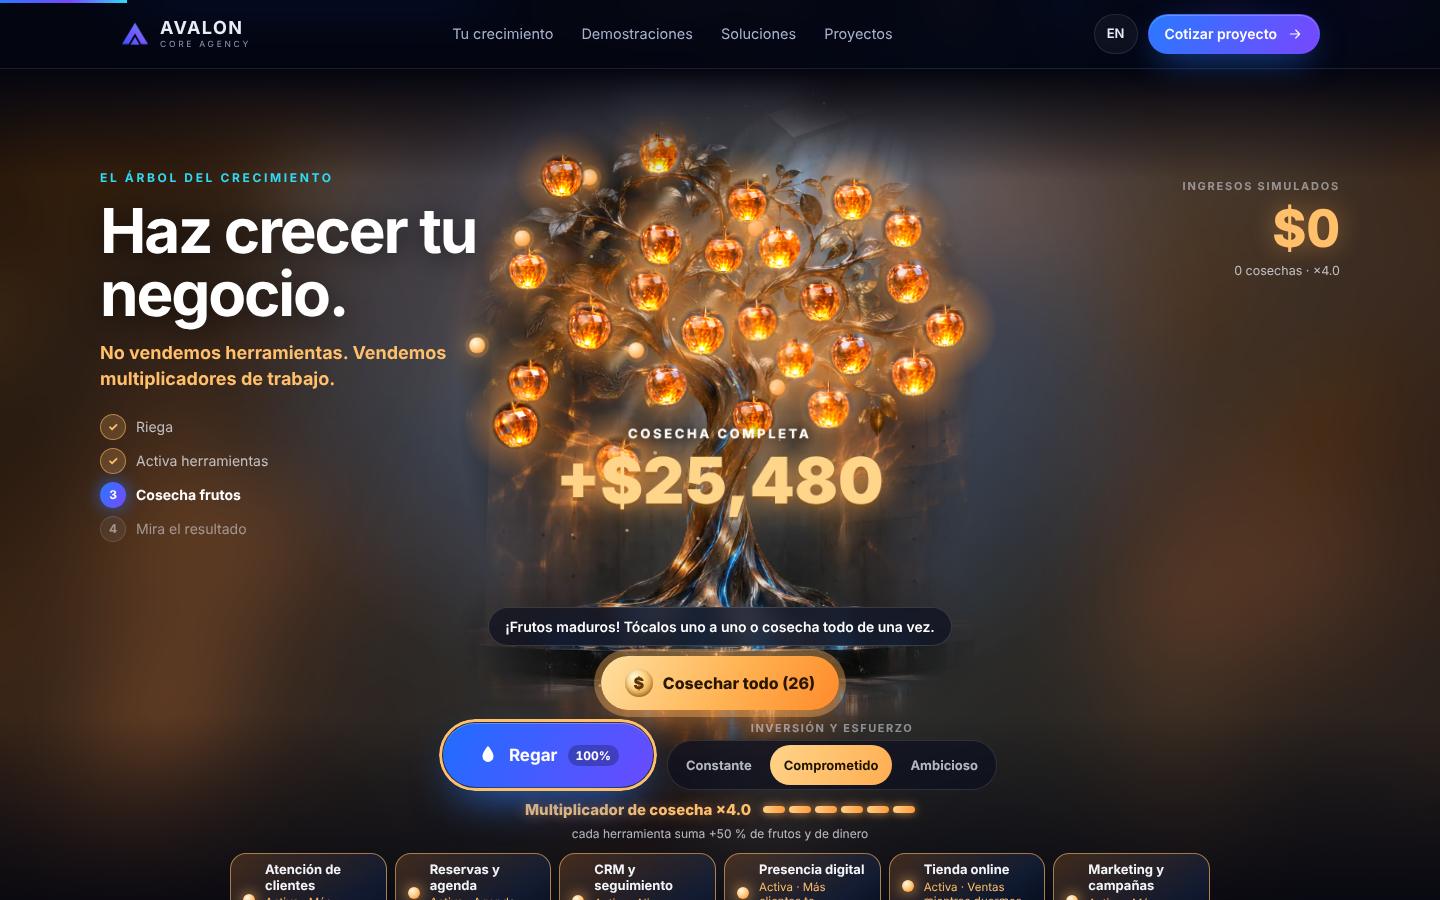 AVALON
CORE AGENCY
Tu crecimiento
Demostraciones
Soluciones
Proyectos
EN
Cotizar proyecto →
EL ÁRBOL DEL CRECIMIENTO
Haz crecer tu
negocio.
No vendemos herramientas. Vendemos
multiplicadores de trabajo.
Riega
Activa herramientas
3 Cosecha frutos
4 Mira el resultado
INGRESOS SIMULADOS
$0
0 cosechas · ×4.0
COSECHA COMPLETA
+$25,480
¡Frutos maduros! Tócalos uno a uno o cosecha todo de una vez.
$ Cosechar todo (26)
Regar 100%
INVERSIÓN Y ESFUERZO
Constante
Comprometido
Ambicioso
Multiplicador de cosecha ×4.0
cada herramienta suma +50 % de frutos y de dinero
Atención de
clientes
Reservas y
agenda
CRM y
seguimiento
Presencia digital
Activa · Más
Tienda online
Activa · Ventas
Marketing y
campañas